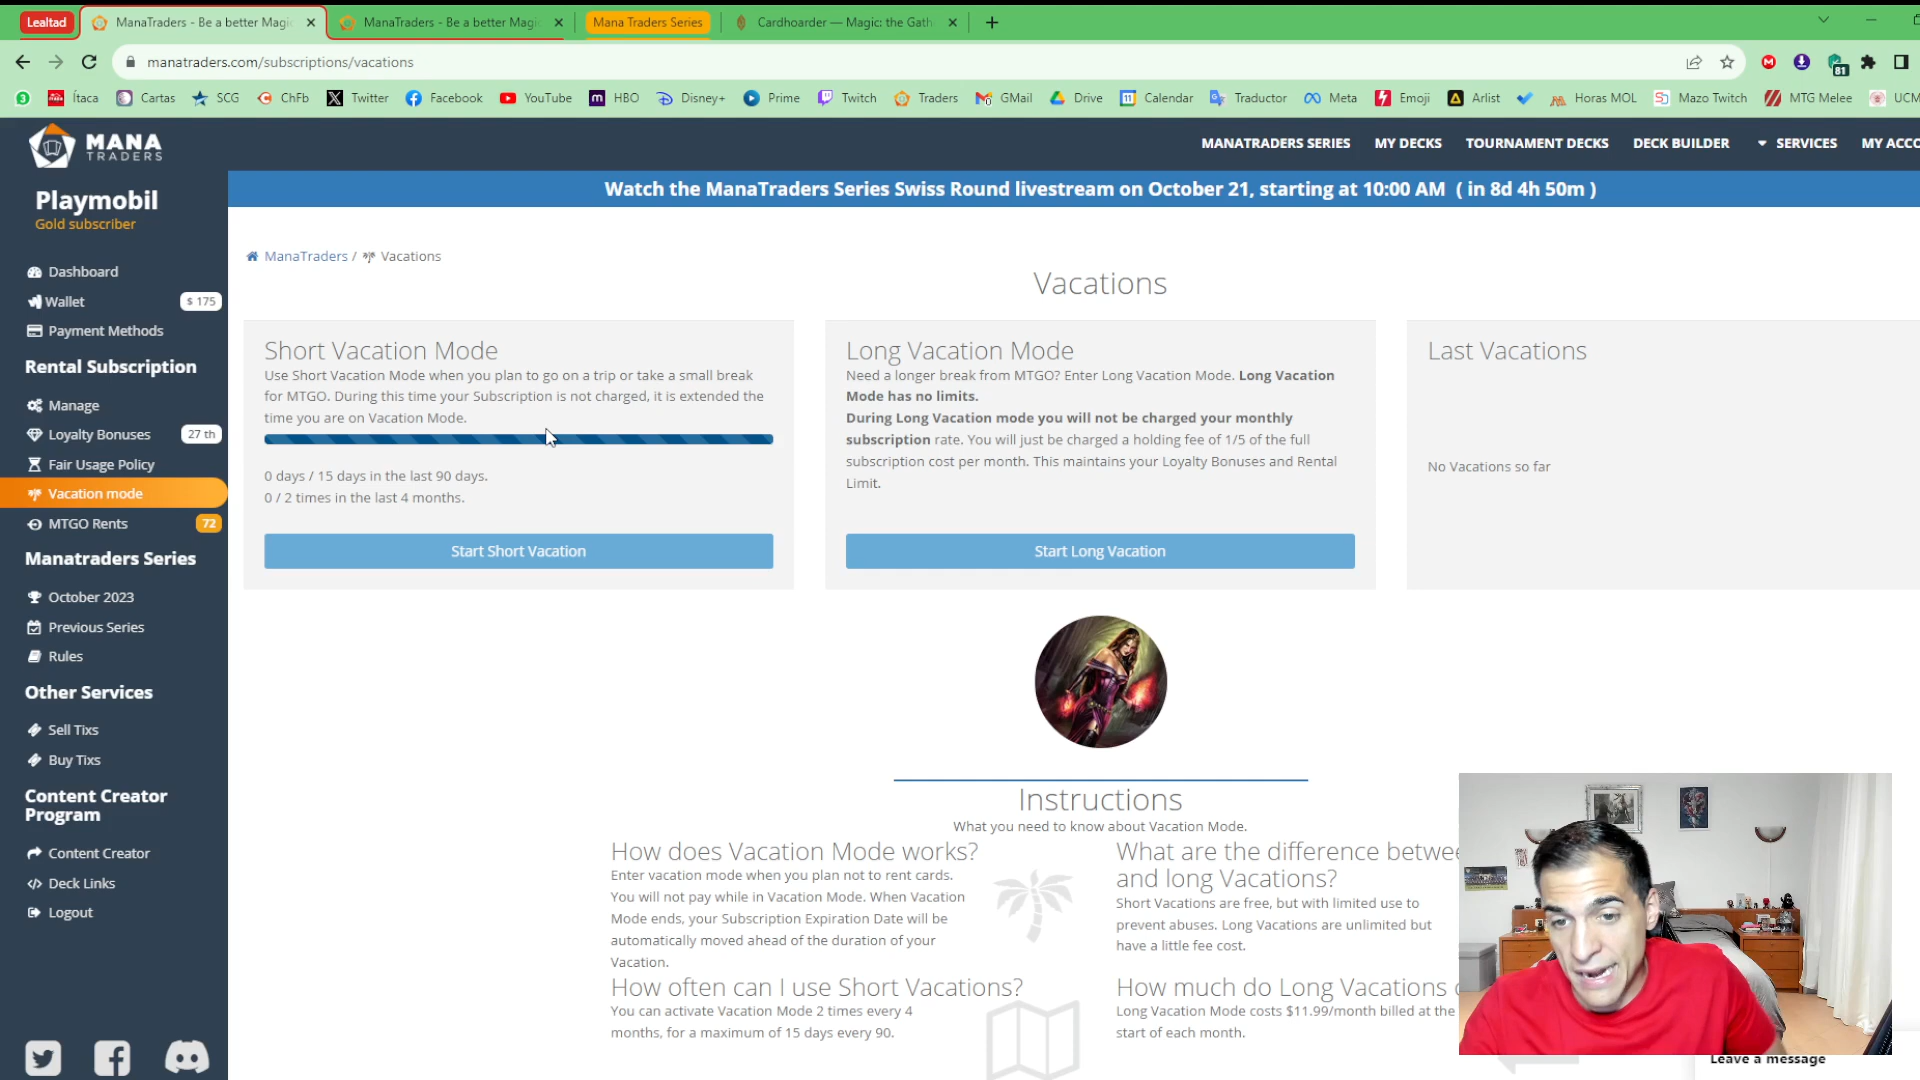 Lealtad
ManaTraders - Be a better Magi
ManaTraders - Be a better Magi
Mana Traders Series
Cardhoarder — Magic: the Gath
manatraders.com/subscriptions/vacations
81
3
Ítaca
Cartas
SCG
ChFb
Twitter
Facebook
YouTube
HBO
Disney+
Prime
Twitch
Traders
GMail
Drive
Calendar
Traductor
Meta
Emoji
Arlist
Horas MOL
Mazo Twitch
MTG Melee
UCM
MANA
TRADERS
MANATRADERS SERIES
MY DECKS
TOURNAMENT DECKS
DECK BUILDER
SERVICES
MY ACCO
Watch the ManaTraders Series Swiss Round livestream on October 21, starting at 10:00 AM ( in 8d 4h 50m )
Playmobil
Gold subscriber
Dashboard
Wallet
$ 175
Payment Methods
Rental Subscription
Manage
Loyalty Bonuses
27 th
Fair Usage Policy
Vacation mode
MTGO Rents
72
Manatraders Series
October 2023
Previous Series
Rules
Other Services
Sell Tixs
Buy Tixs
Content Creator
Program
Content Creator
Deck Links
Logout
ManaTraders / Vacations
Vacations
Short Vacation Mode
Use Short Vacation Mode when you plan to go on a trip or take a small break
for MTGO. During this time your Subscription is not charged, it is extended the
time you are on Vacation Mode.
0 days / 15 days in the last 90 days.
0 / 2 times in the last 4 months.
Start Short Vacation
Long Vacation Mode
Need a longer break from MTGO? Enter Long Vacation Mode. Long Vacation
Mode has no limits.
During Long Vacation mode you will not be charged your monthly
subscription rate. You will just be charged a holding fee of 1/5 of the full
subscription cost per month. This maintains your Loyalty Bonuses and Rental
Limit.
Start Long Vacation
Last Vacations
No Vacations so far
Instructions
What you need to know about Vacation Mode.
How does Vacation Mode works?
Enter vacation mode when you plan not to rent cards.
You will not pay while in Vacation Mode. When Vacation
Mode ends, your Subscription Expiration Date will be
automatically moved ahead of the duration of your
Vacation.
What are the difference betwe
and long Vacations?
Short Vacations are free, but with limited use to
prevent abuses. Long Vacations are unlimited but
have a little fee cost.
How often can I use Short Vacations?
You can activate Vacation Mode 2 times every 4
months, for a maximum of 15 days every 90.
How much do Long Vacations
Long Vacation Mode costs $11.99/month billed at the
start of each month.
Leave a message